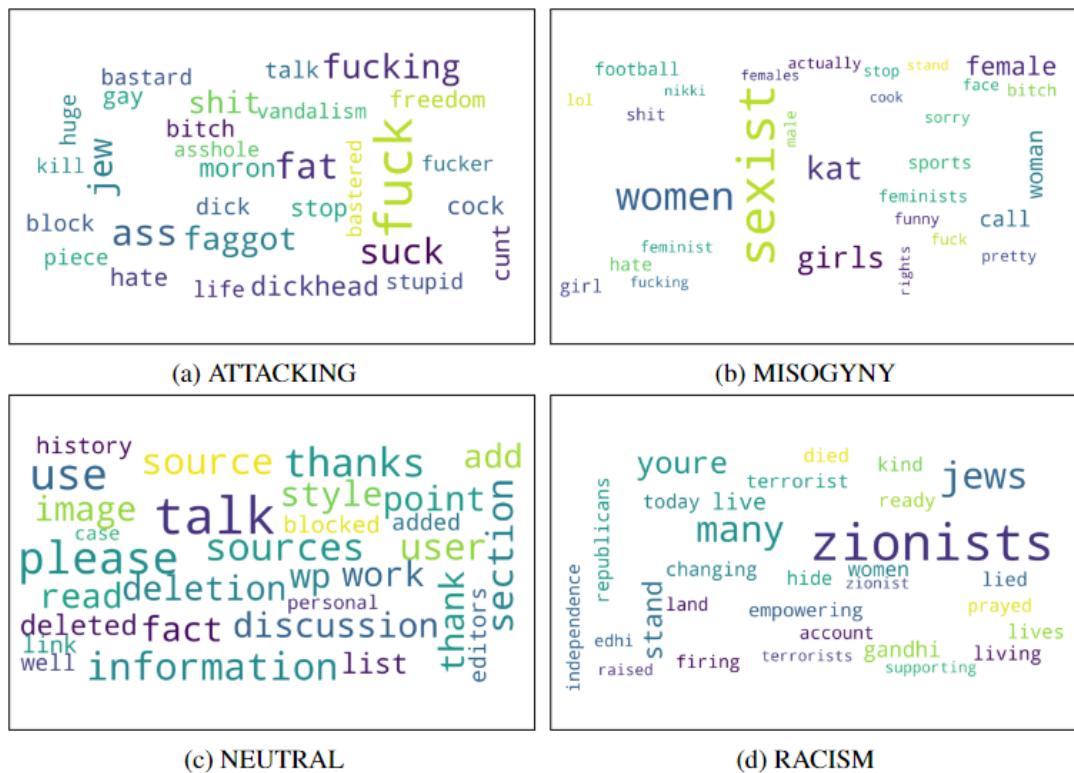 bastard
talk fucking
gay
huge
shit
vandalism
freedom
bitch
kill
jew
asshole
moron
fat
bastered
fuck
fucker
block
dick
stop
cock
ass
faggot
piece
suck
cunt
hate
life
dickhead
stupid
(a) ATTACKING
football
females
actually
stop
stand
female
lol
nikki
face
bitch
shit
cook
sexist
male
sorry
women
kat
sports
woman
feminists
funny
call
feminist
girls
fuck
hate
rights
pretty
girl
fucking
(b) MISOGYNY
history
use
source
thanks
add
image
style
point
section
case
talk
blocked
added
please
sources
user
read
deletion
wp
work
personal
thank
editors
deleted
fact
discussion
link
well
information
list
(c) NEUTRAL
youre
died
kind
jews
republicans
terrorist
today
live
ready
many
zionists
changing
hide
women
zionist
lied
independence
stand
land
empowering
prayed
edhi
account
gandhi
lives
raised
firing
terrorists
supporting
living
(d) RACISM